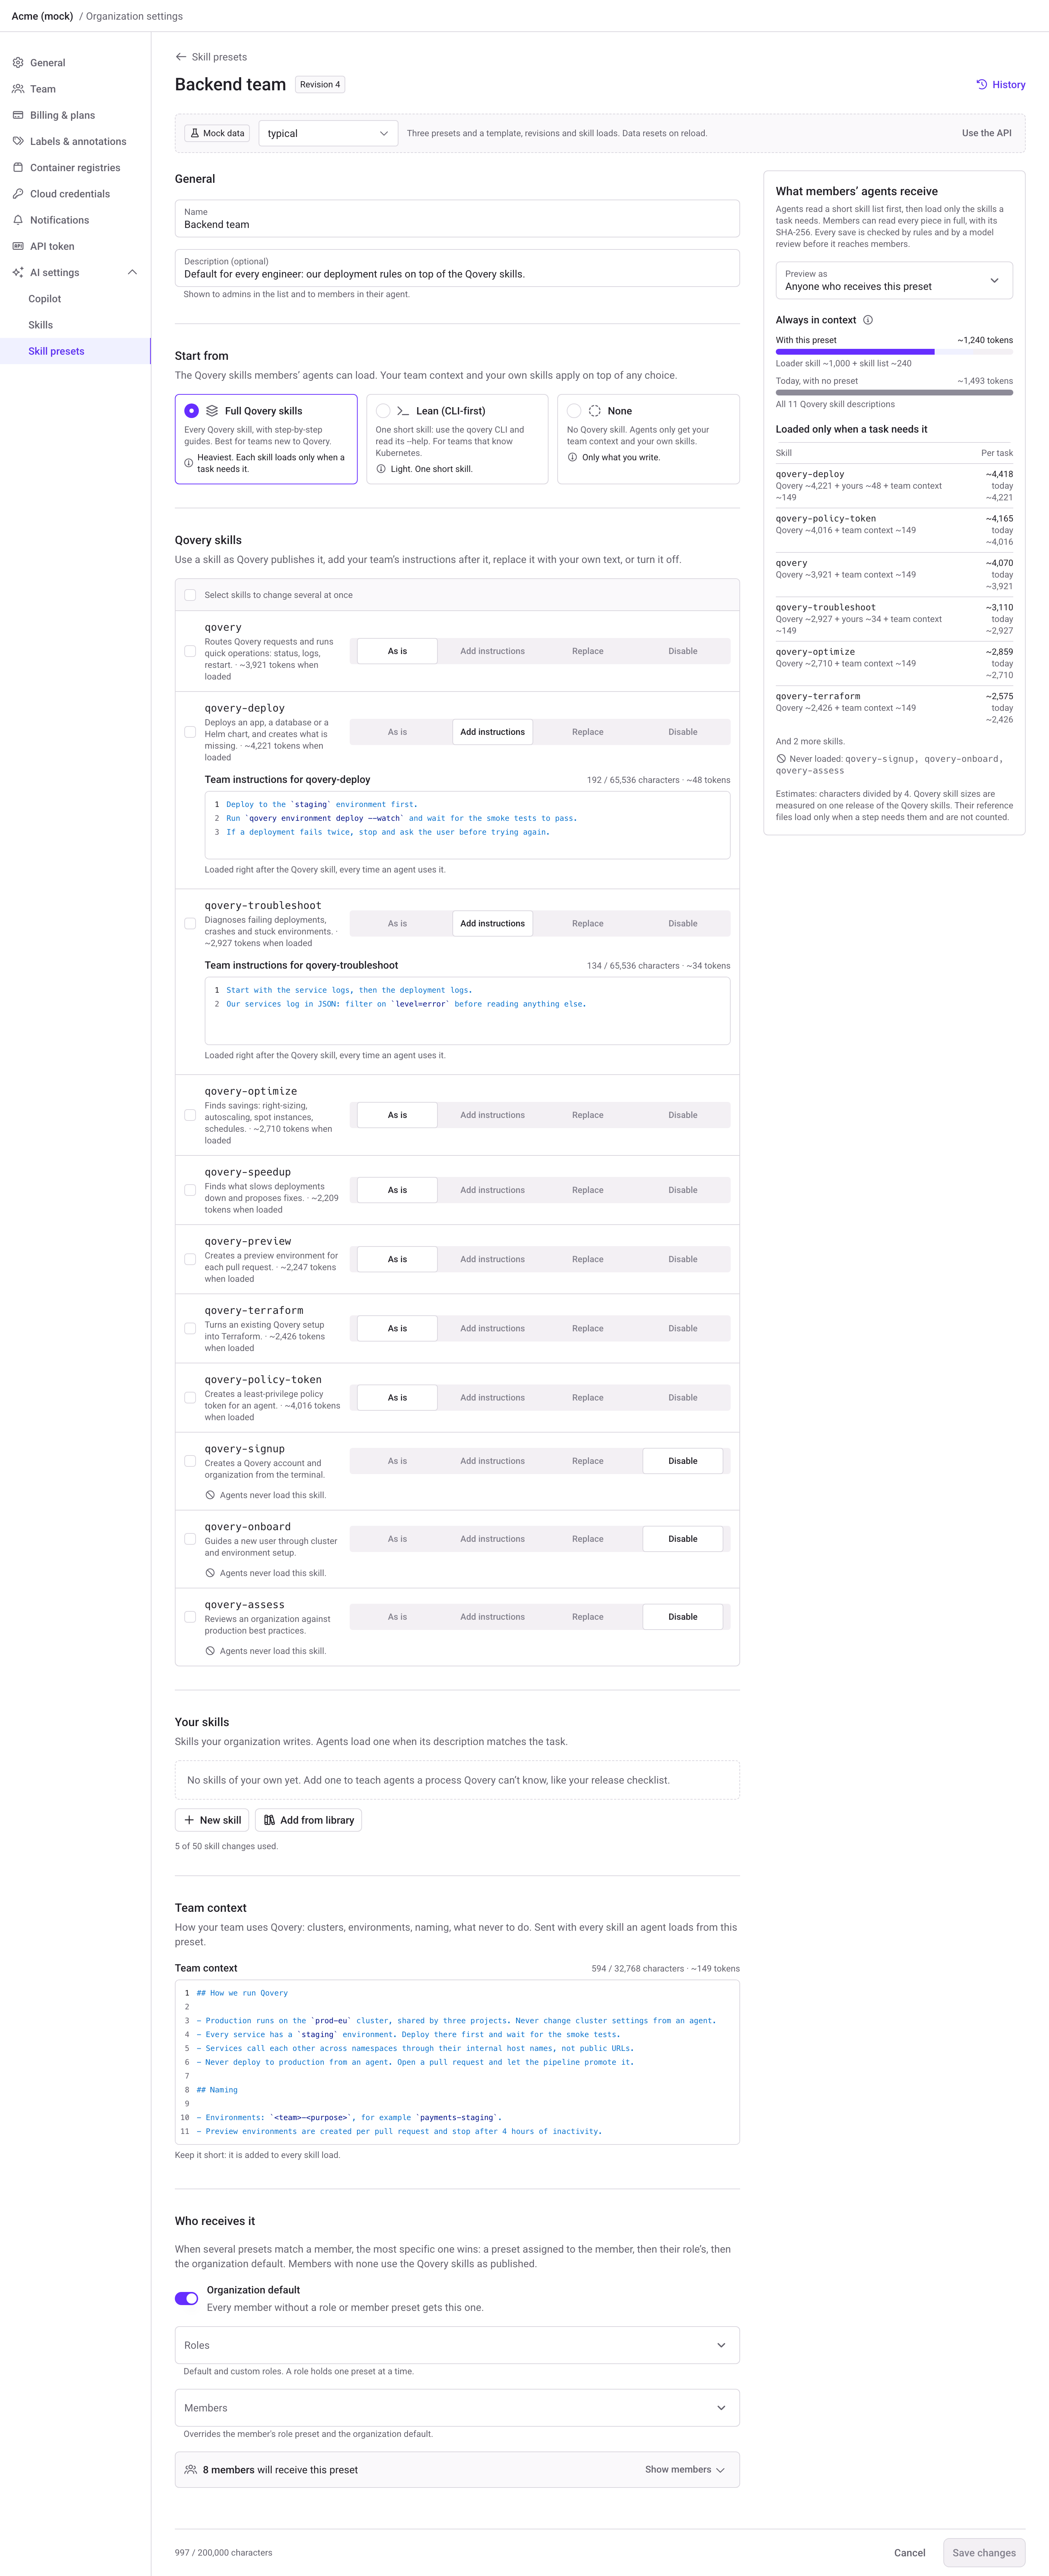 Acme (mock) / Organization settings
General
Team
Billing & plans
Labels & annotations
Container registries
Cloud credentials
Notifications
API token
AI settings
Copilot
Skills
Skill presets
Skill presets
Backend team Revision 4
History
Mock data typical Three presets and a template, revisions and skill loads. Data resets on reload. Use the API
General
Name
Backend team
Description (optional)
Default for every engineer: our deployment rules on top of the Qovery skills.
Shown to admins in the list and to members in their agent.
Start from
The Qovery skills members' agents can load. Your team context and your own skills apply on top of any choice.
Full Qovery skills
Every Qovery skill, with step-by-step
guides. Best for teams new to Qovery.
Heaviest. Each skill loads only when a
task needs it.
Lean (CLI-first)
One short skill: use the qovery CLI and
read its --help. For teams that know
Kubernetes.
Light. One short skill.
None
No Qovery skill. Agents only get your
team context and your own skills.
Only what you write.
Qovery skills
Use a skill as Qovery publishes it, add your team's instructions after it, replace it with your own text, or turn it off.
Select skills to change several at once
qovery
Routes Qovery requests and runs
quick operations: status, logs,
restart. · ~3,921 tokens when
loaded
As is Add instructions Replace Disable
qovery-deploy
Deploys an app, a database or a
Helm chart, and creates what is
missing. · ~4,221 tokens when
loaded
As is Add instructions Replace Disable
Team instructions for qovery-deploy 192 / 65,536 characters · ~48 tokens
1 Deploy to the `staging` environment first.
2 Run `qovery environment deploy --watch` and wait for the smoke tests to pass.
3 If a deployment fails twice, stop and ask the user before trying again.
Loaded right after the Qovery skill, every time an agent uses it.
qovery-troubleshoot
Diagnoses failing deployments,
crashes and stuck environments. ·
~2,927 tokens when loaded
As is Add instructions Replace Disable
Team instructions for qovery-troubleshoot 134 / 65,536 characters · ~34 tokens
1 Start with the service logs, then the deployment logs.
2 Our services log in JSON: filter on `level=error` before reading anything else.
Loaded right after the Qovery skill, every time an agent uses it.
qovery-optimize
Finds savings: right-sizing,
autoscaling, spot instances,
schedules. · ~2,710 tokens when
loaded
As is Add instructions Replace Disable
qovery-speedup
Finds what slows deployments
down and proposes fixes. · ~2,209
tokens when loaded
As is Add instructions Replace Disable
qovery-preview
Creates a preview environment for
each pull request. · ~2,247 tokens
when loaded
As is Add instructions Replace Disable
qovery-terraform
Turns an existing Qovery setup
into Terraform. · ~2,426 tokens
when loaded
As is Add instructions Replace Disable
qovery-policy-token
Creates a least-privilege policy
token for an agent. · ~4,016 tokens
when loaded
As is Add instructions Replace Disable
qovery-signup
Creates a Qovery account and
organization from the terminal.
As is Add instructions Replace Disable
Agents never load this skill.
qovery-onboard
Guides a new user through cluster
and environment setup.
As is Add instructions Replace Disable
Agents never load this skill.
qovery-assess
Reviews an organization against
production best practices.
As is Add instructions Replace Disable
Agents never load this skill.
Your skills
Skills your organization writes. Agents load one when its description matches the task.
No skills of your own yet. Add one to teach agents a process Qovery can't know, like your release checklist.
New skill Add from library
5 of 50 skill changes used.
Team context
How your team uses Qovery: clusters, environments, naming, what never to do. Sent with every skill an agent loads from this
preset.
Team context 594 / 32,768 characters · ~149 tokens
1 ## How we run Qovery
2
3 - Production runs on the `prod-eu` cluster, shared by three projects. Never change cluster settings from an agent.
4 - Every service has a `staging` environment. Deploy there first and wait for the smoke tests.
5 - Services call each other across namespaces through their internal host names, not public URLs.
6 - Never deploy to production from an agent. Open a pull request and let the pipeline promote it.
7
8 ## Naming
9
10 - Environments: `<team>-<purpose>`, for example `payments-staging`.
11 - Preview environments are created per pull request and stop after 4 hours of inactivity.
Keep it short: it is added to every skill load.
Who receives it
When several presets match a member, the most specific one wins: a preset assigned to the member, then their role's, then
the organization default. Members with none use the Qovery skills as published.
Organization default
Every member without a role or member preset gets this one.
Roles
Default and custom roles. A role holds one preset at a time.
Members
Overrides the member's role preset and the organization default.
8 members will receive this preset Show members
997 / 200,000 characters
Cancel Save changes
What members' agents receive
Agents read a short skill list first, then load only the skills a
task needs. Members can read every piece in full, with its
SHA-256. Every save is checked by rules and by a model
review before it reaches members.
Preview as
Anyone who receives this preset
Always in context
With this preset ~1,240 tokens
Loader skill ~1,000 + skill list ~240
Today, with no preset ~1,493 tokens
All 11 Qovery skill descriptions
Loaded only when a task needs it
Skill Per task
qovery-deploy ~4,418
Qovery ~4,221 + yours ~48 + team context today
~149 ~4,221
qovery-policy-token ~4,165
Qovery ~4,016 + team context ~149 today
~4,016
qovery ~4,070
Qovery ~3,921 + team context ~149 today
~3,921
qovery-troubleshoot ~3,110
Qovery ~2,927 + yours ~34 + team context today
~149 ~2,927
qovery-optimize ~2,859
Qovery ~2,710 + team context ~149 today
~2,710
qovery-terraform ~2,575
Qovery ~2,426 + team context ~149 today
~2,426
And 2 more skills.
Never loaded: qovery-signup, qovery-onboard,
qovery-assess
Estimates: characters divided by 4. Qovery skill sizes are
measured on one release of the Qovery skills. Their reference
files load only when a step needs them and are not counted.